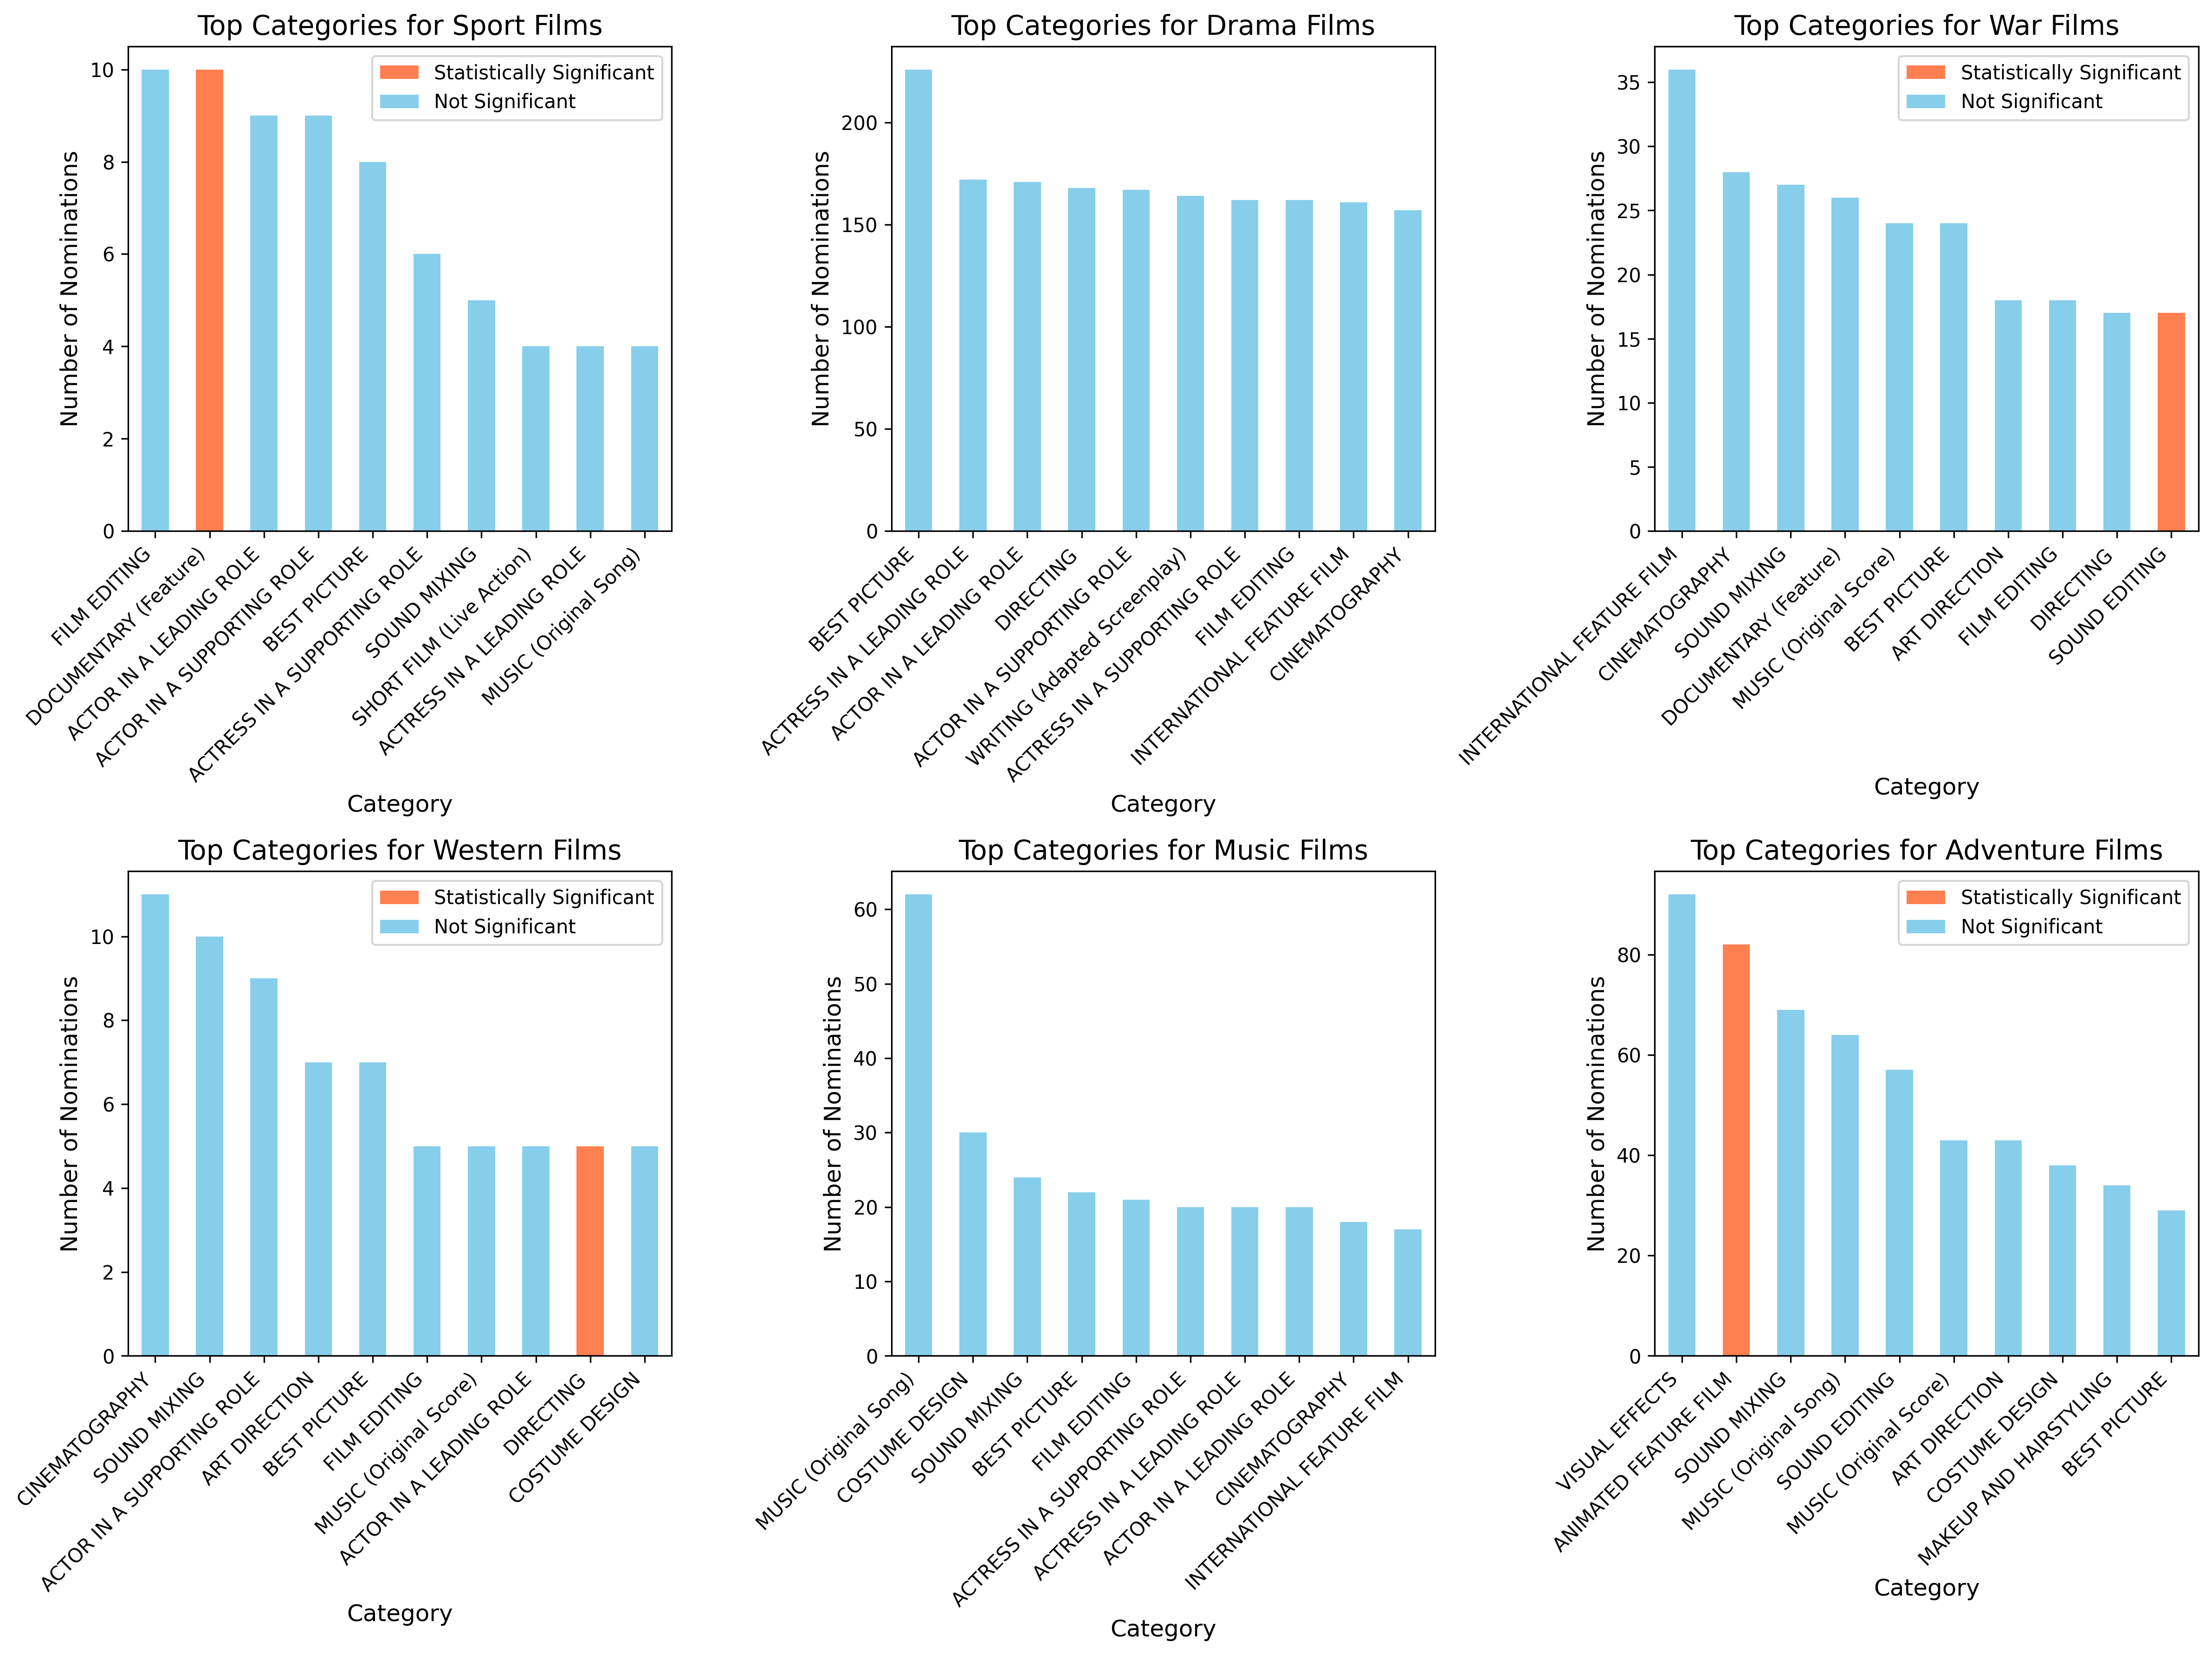 Top Categories for Sport Films
Number of Nominations
10
8
6
4
2
0
Statistically Significant
Not Significant
FILM EDITING
DOCUMENTARY (Feature)
ACTOR IN A LEADING ROLE
ACTOR IN A SUPPORTING ROLE
BEST PICTURE
ACTRESS IN A SUPPORTING ROLE
SOUND MIXING
SHORT FILM (Live Action)
ACTRESS IN A LEADING ROLE
MUSIC (Original Song)
Category
Top Categories for Drama Films
Number of Nominations
200
150
100
50
0
BEST PICTURE
ACTRESS IN A LEADING ROLE
ACTOR IN A LEADING ROLE
DIRECTING
ACTOR IN A SUPPORTING ROLE
WRITING (Adapted Screenplay)
ACTRESS IN A SUPPORTING ROLE
FILM EDITING
INTERNATIONAL FEATURE FILM
CINEMATOGRAPHY
Category
Top Categories for War Films
Number of Nominations
35
30
25
20
15
10
5
0
Statistically Significant
Not Significant
INTERNATIONAL FEATURE FILM
CINEMATOGRAPHY
SOUND MIXING
DOCUMENTARY (Feature)
MUSIC (Original Score)
BEST PICTURE
ART DIRECTION
FILM EDITING
DIRECTING
SOUND EDITING
Category
Top Categories for Western Films
Number of Nominations
10
8
6
4
2
0
Statistically Significant
Not Significant
CINEMATOGRAPHY
SOUND MIXING
ACTOR IN A SUPPORTING ROLE
ART DIRECTION
BEST PICTURE
FILM EDITING
MUSIC (Original Score)
ACTOR IN A LEADING ROLE
DIRECTING
COSTUME DESIGN
Category
Top Categories for Music Films
Number of Nominations
60
50
40
30
20
10
0
MUSIC (Original Song)
COSTUME DESIGN
SOUND MIXING
BEST PICTURE
FILM EDITING
ACTRESS IN A SUPPORTING ROLE
ACTRESS IN A LEADING ROLE
ACTOR IN A LEADING ROLE
CINEMATOGRAPHY
INTERNATIONAL FEATURE FILM
Category
Top Categories for Adventure Films
Number of Nominations
80
60
40
20
0
Statistically Significant
Not Significant
VISUAL EFFECTS
ANIMATED FEATURE FILM
SOUND MIXING
MUSIC (Original Song)
SOUND EDITING
MUSIC (Original Score)
ART DIRECTION
COSTUME DESIGN
MAKEUP AND HAIRSTYLING
BEST PICTURE
Category